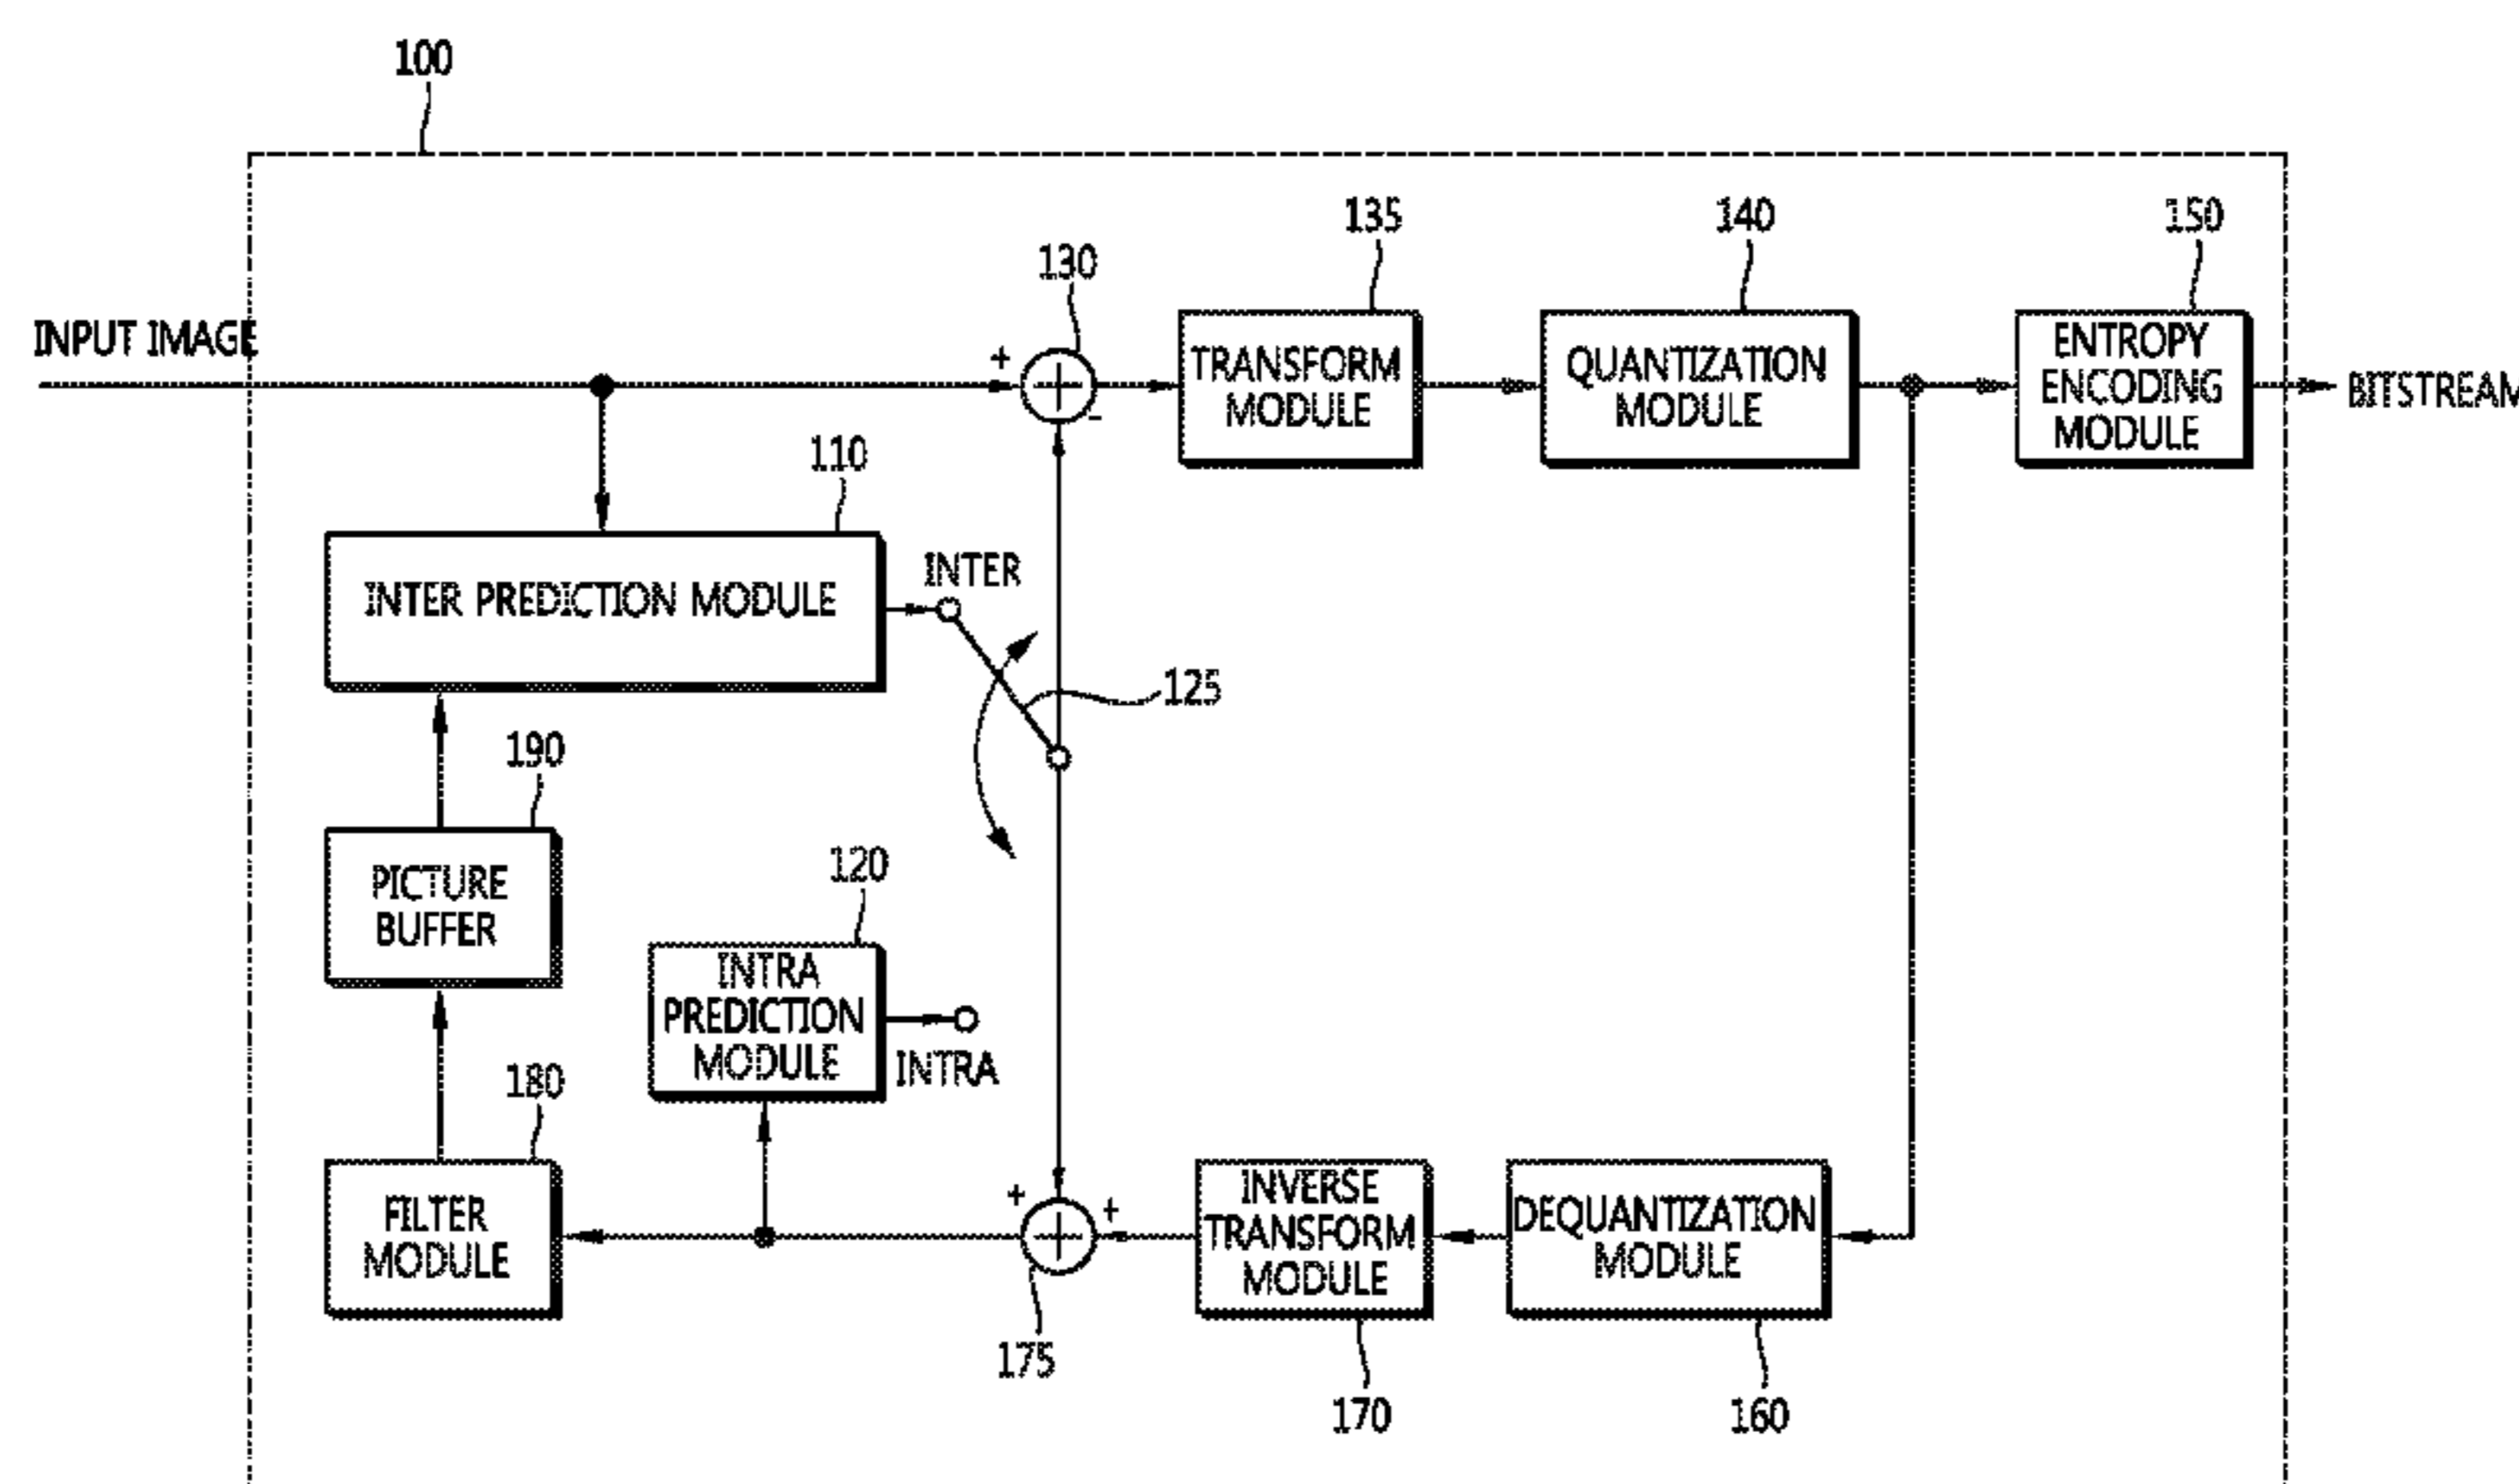 100
135
140
150
130
INPUT IMAGE
+
-
TRANSFORM
MODULE
QUANTIZATION
MODULE
ENTROPY
ENCODING
MODULE
BITSTREAM
110
INTER PREDICTION MODULE
INTER
125
190
PICTURE
BUFFER
120
INTRA
PREDICTION
MODULE
INTRA
180
FILTER
MODULE
+
+
175
INVERSE
TRANSFORM
MODULE
DEQUANTIZATION
MODULE
170
160